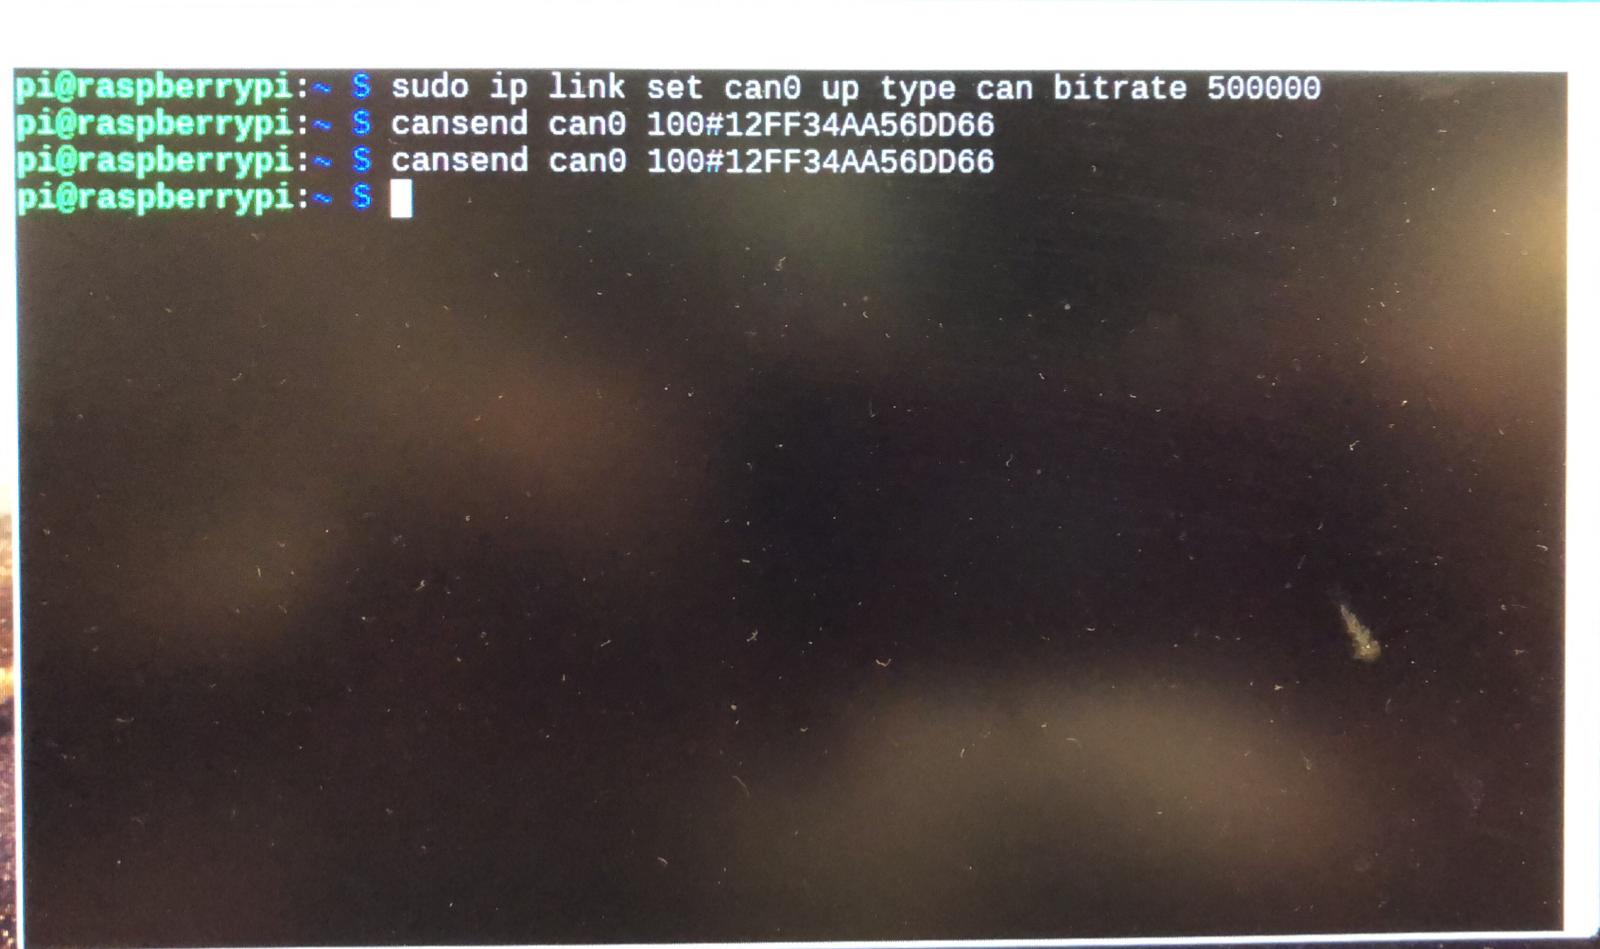 pi@raspberrypi:~ $ sudo ip link set can0 up type can bitrate 500000
pi@raspberrypi:~ $ cansend can0 100#12FF34AA56DD66
pi@raspberrypi:~ $ cansend can0 100#12FF34AA56DD66
pi@raspberrypi:~ $